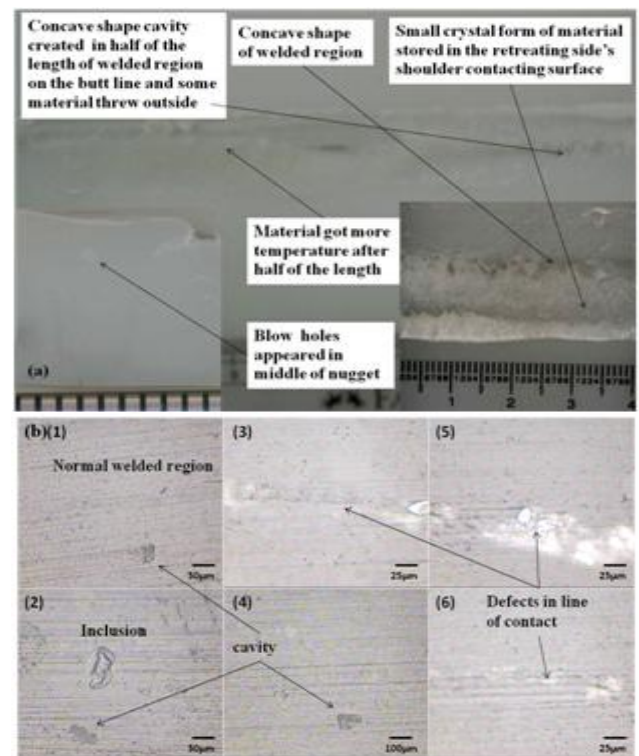 Concave shape cavity
created in half of the
length of welded region
on the butt line and some
material threw outside
Concave shape
of welded region
Small crystal form of material
stored in the retreating side's
shoulder contacting surface
Material got more
temperature after
half of the length
Blow holes
appeared in
middle of nugget
(a)
1 2 3 4
(b)(1)
Normal welded region
50µm
(3)
25µm
(5)
25µm
(2)
Inclusion
50µm
(4)
cavity
100µm
(6)
Defects in line
of contact
25µm